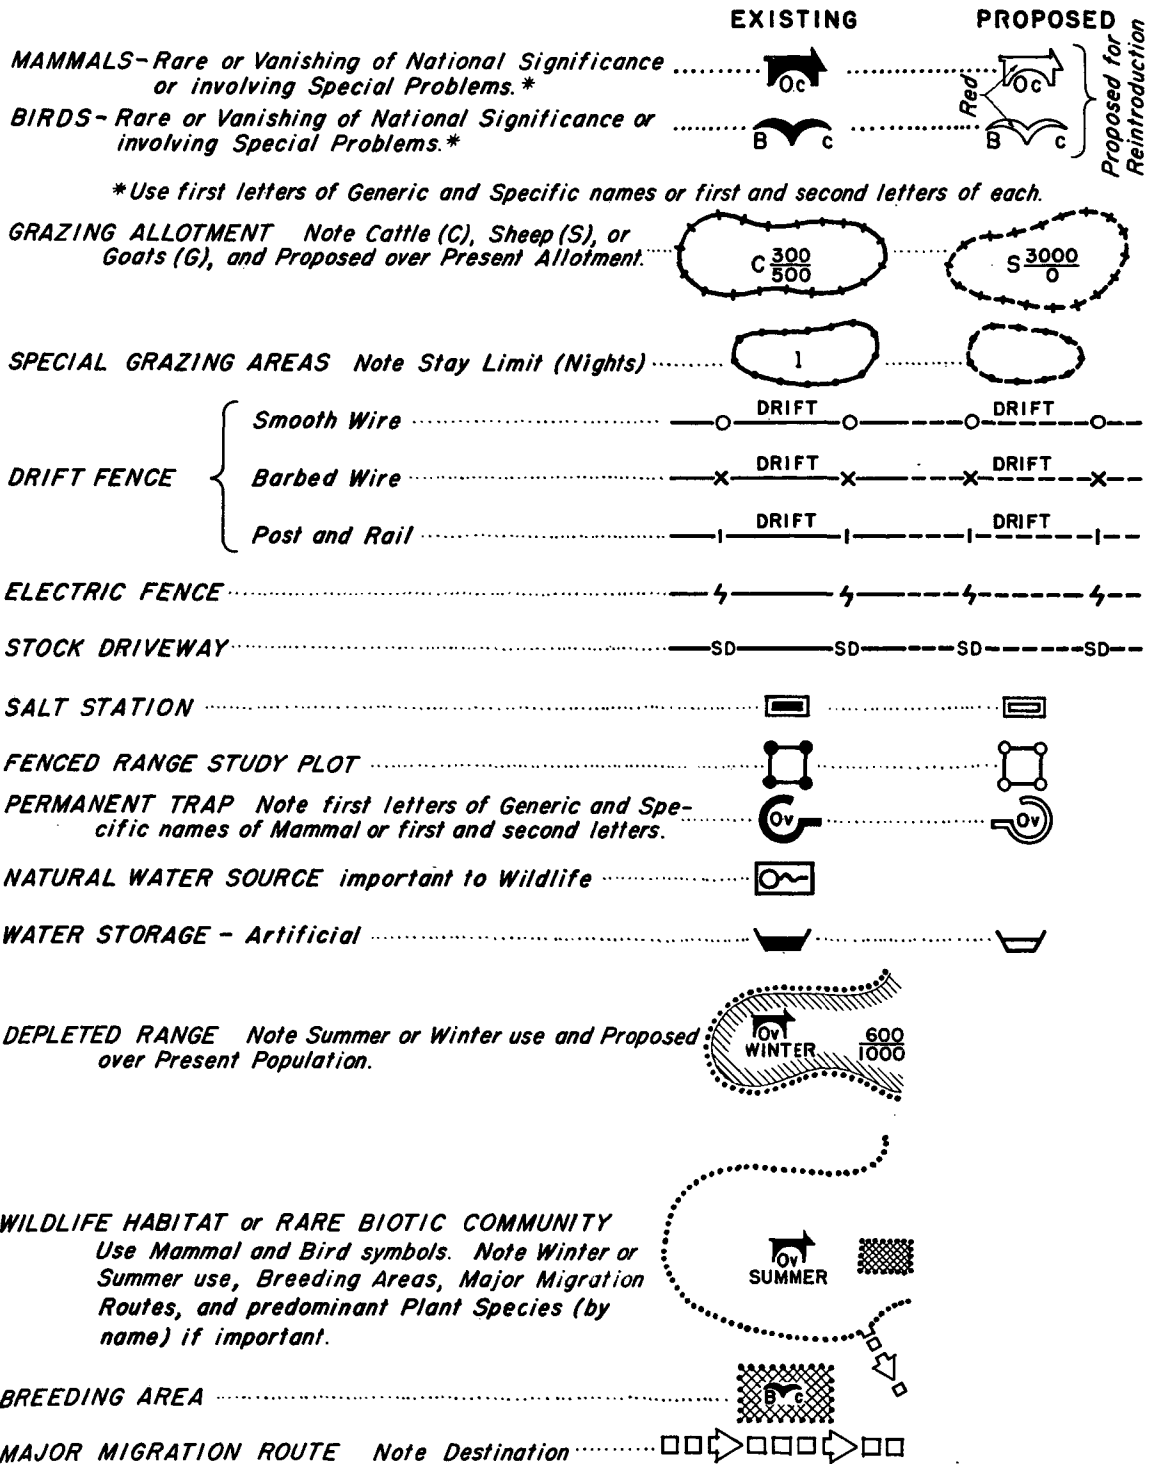 EXISTING PROPOSED
MAMMALS-Rare or Vanishing of National Significance
or involving Special Problems.*
Oc Oc
BIRDS-Rare or Vanishing of National Significance or
involving Special Problems.*
B c B c
Red
Proposed for
Reintroduction
*Use first letters of Generic and Specific names or first and second letters of each.
GRAZING ALLOTMENT Note Cattle (C), Sheep (S), or
Goats (G), and Proposed over Present Allotment.
C 300/500 S 3000/0
SPECIAL GRAZING AREAS Note Stay Limit (Nights)
1
DRIFT FENCE
Smooth Wire DRIFT DRIFT
Barbed Wire DRIFT DRIFT
Post and Rail DRIFT DRIFT
ELECTRIC FENCE
STOCK DRIVEWAY SD SD SD SD
SALT STATION
FENCED RANGE STUDY PLOT
PERMANENT TRAP Note first letters of Generic and Spe-
cific names of Mammal or first and second letters.
Ov Ov
NATURAL WATER SOURCE important to Wildlife
WATER STORAGE - Artificial
DEPLETED RANGE Note Summer or Winter use and Proposed
over Present Population.
Ov
WINTER
600
1000
WILDLIFE HABITAT or RARE BIOTIC COMMUNITY
Use Mammal and Bird symbols. Note Winter or
Summer use, Breeding Areas, Major Migration
Routes, and predominant Plant Species (by
name) if important.
Ov
SUMMER
BREEDING AREA
B c
MAJOR MIGRATION ROUTE Note Destination